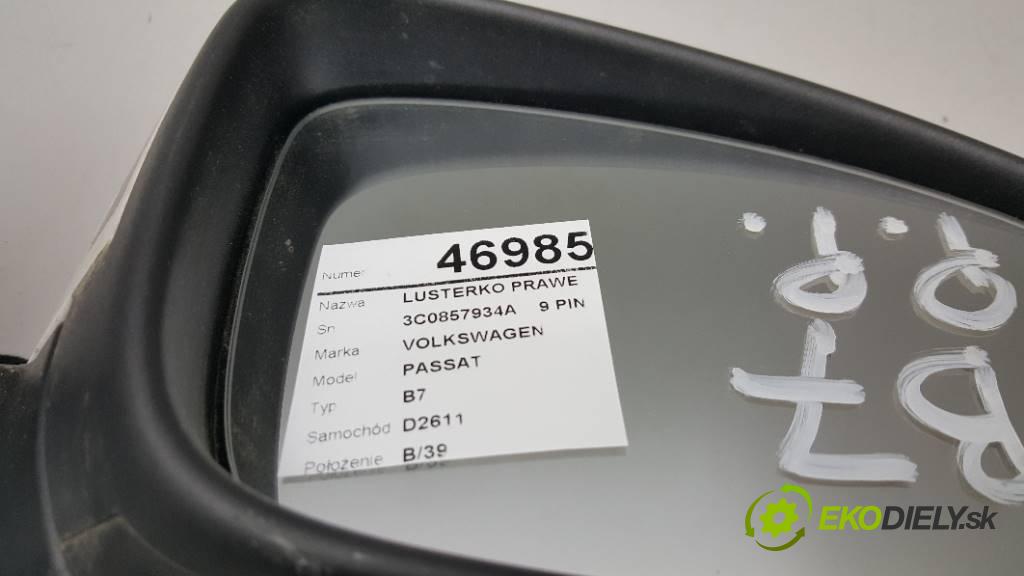 Numer 46985
Nazwa LUSTERKO PRAWE
Sn 3C0857934A 9 PIN
Marka VOLKSWAGEN
Model PASSAT
Typ B7
Samochód D2611
Położenie B/39
P.P.
B7
EKODIELY.sk